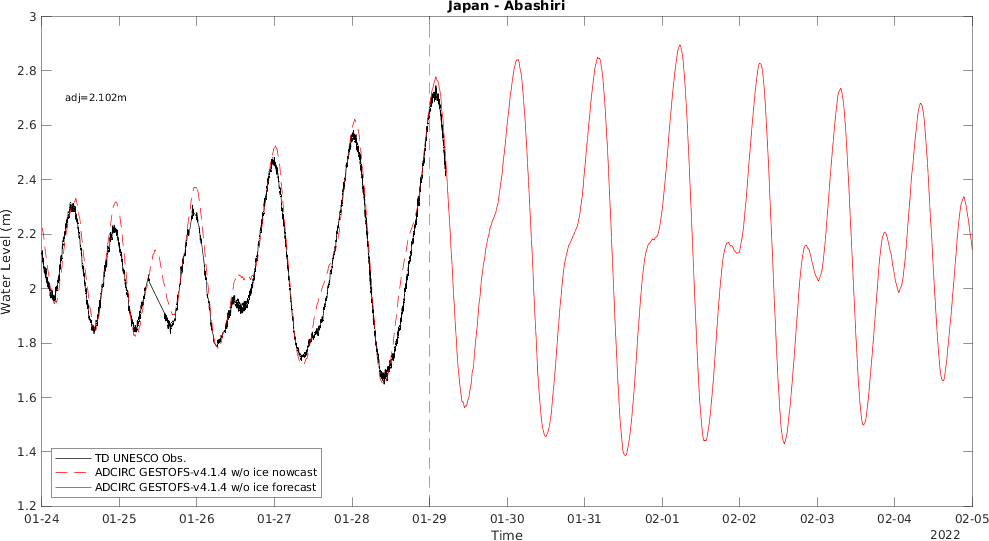 Japan - Abashiri
3
2.8
2.6
2.4
2.2
2
1.8
1.6
1.4
1.2
Water Level (m)
adj=2.102m
TD UNESCO Obs.
ADCIRC GESTOFS-v4.1.4 w/o ice nowcast
ADCIRC GESTOFS-v4.1.4 w/o ice forecast
01-24 01-25 01-26 01-27 01-28 01-29 01-30 01-31 02-01 02-02 02-03 02-04 02-05
Time
2022